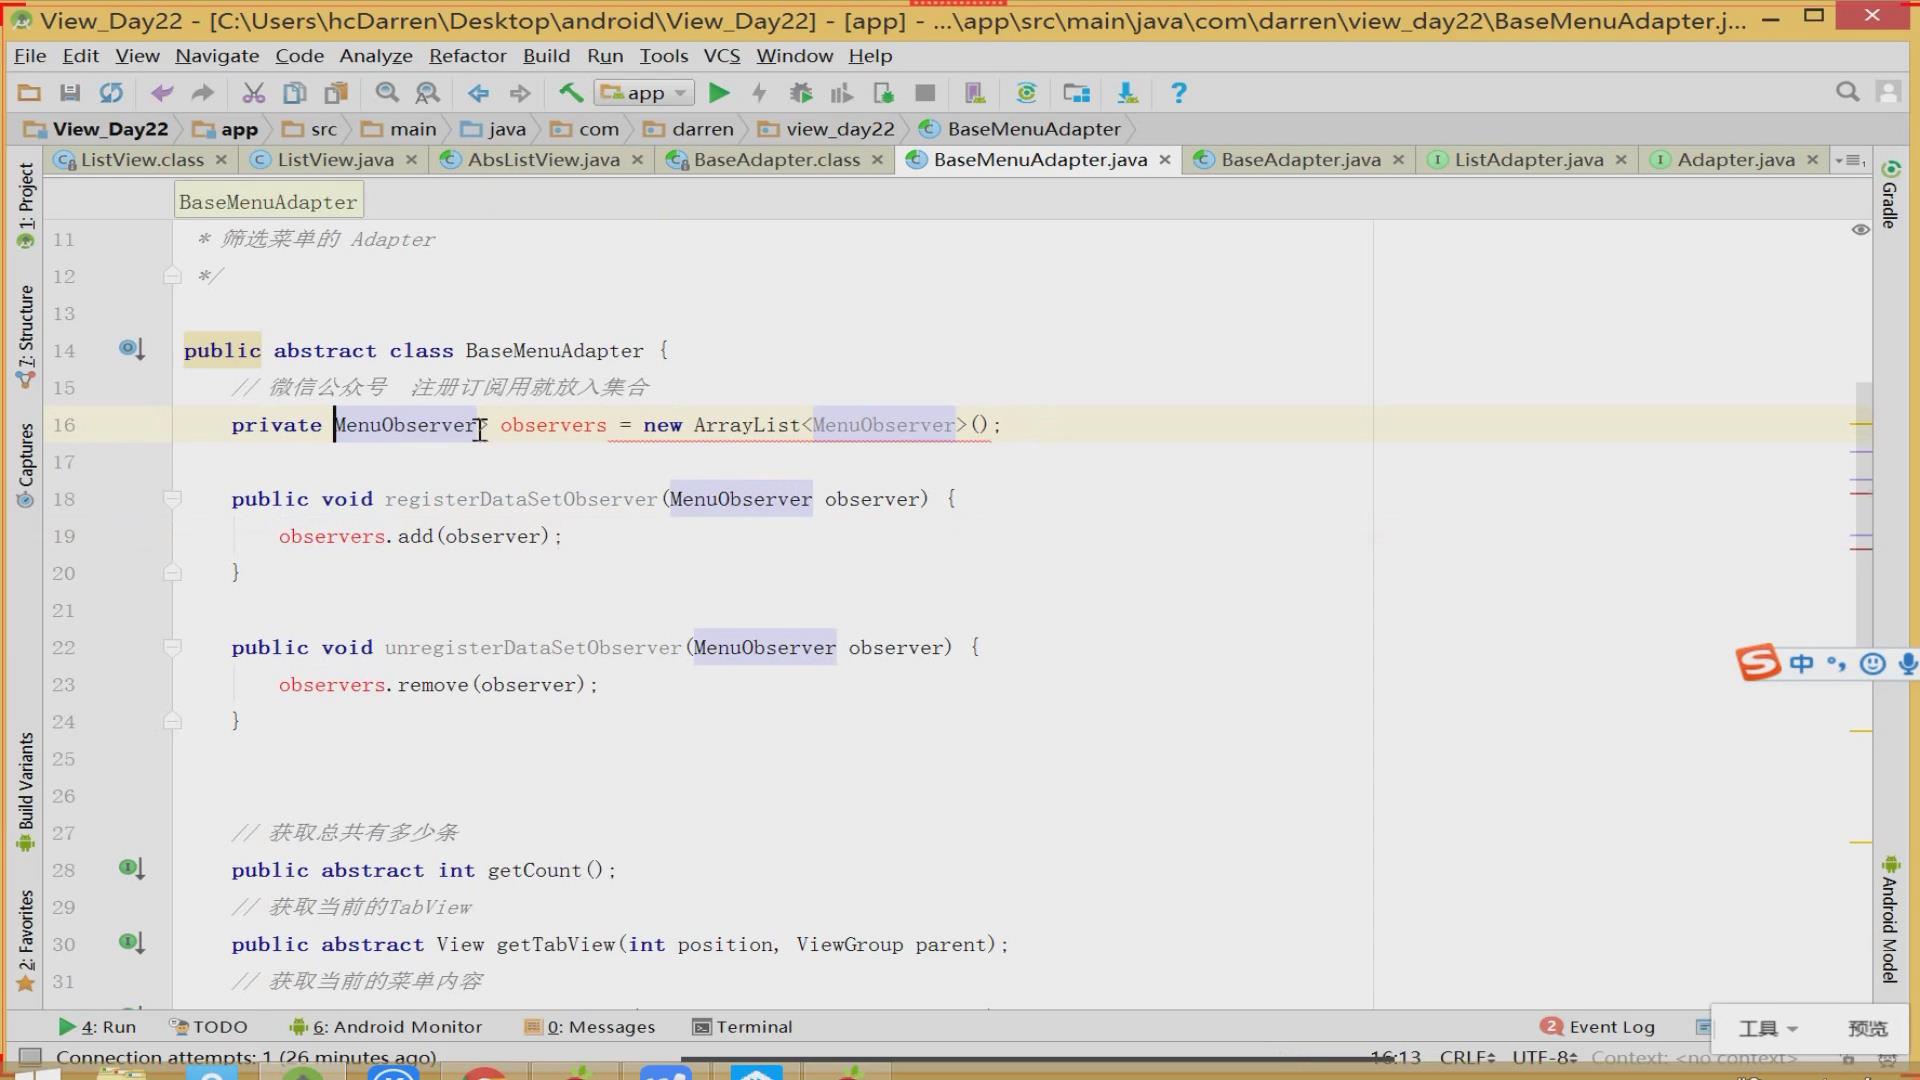 View_Day22 - [C:\Users\hcDarren\Desktop\android\View_Day22] - [app] - ...\app\src\main\java\com\darren\view_day22\BaseMenuAdapter.j...
File Edit View Navigate Code Analyze Refactor Build Run Tools VCS Window Help
app
View_Day22 app src main java com darren view_day22 BaseMenuAdapter
ListView.class ListView.java AbsListView.java BaseAdapter.class BaseMenuAdapter.java BaseAdapter.java ListAdapter.java Adapter.java
BaseMenuAdapter
11 * 筛选菜单的 Adapter
12 */
13
14 public abstract class BaseMenuAdapter {
15 // 微信公众号 注册订阅用就放入集合
16 private MenuObserver> observers = new ArrayList<MenuObserver>();
17
18 public void registerDataSetObserver(MenuObserver observer) {
19 observers.add(observer);
20 }
21
22 public void unregisterDataSetObserver(MenuObserver observer) {
23 observers.remove(observer);
24 }
25
26
27 // 获取总共有多少条
28 public abstract int getCount();
29 // 获取当前的TabView
30 public abstract View getTabView(int position, ViewGroup parent);
31 // 获取当前的菜单内容
1: Project
7: Structure
Captures
Build Variants
2: Favorites
Gradle
Android Model
中
4: Run TODO 6: Android Monitor 0: Messages Terminal 2 Event Log
工具 预览
Connection attempts: 1 (26 minutes ago) 16:13 CRLF UTF-8 Context: <no context>